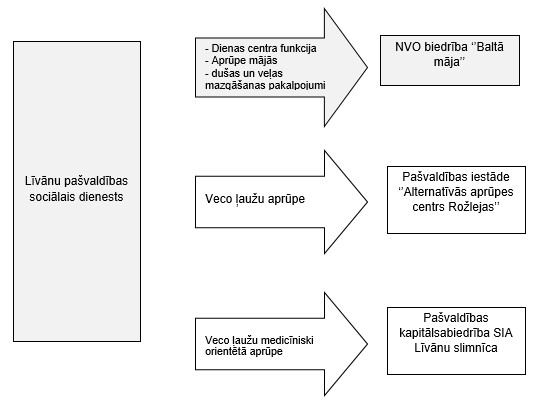 Līvānu pašvaldības
sociālais dienests
- Dienas centra funkcija
- Aprūpe mājās
- dušas un veļas
mazgāšanas pakalpojumi
NVO biedrība ‘’Baltā
māja’’
Veco ļaužu aprūpe
Pašvaldības iestāde
‘’Alternatīvās aprūpes
centrs Rožlejas’’
Veco ļaužu medicīniski
orientētā aprūpe
Pašvaldības
kapitālsabiedrība SIA
Līvānu slimnīca